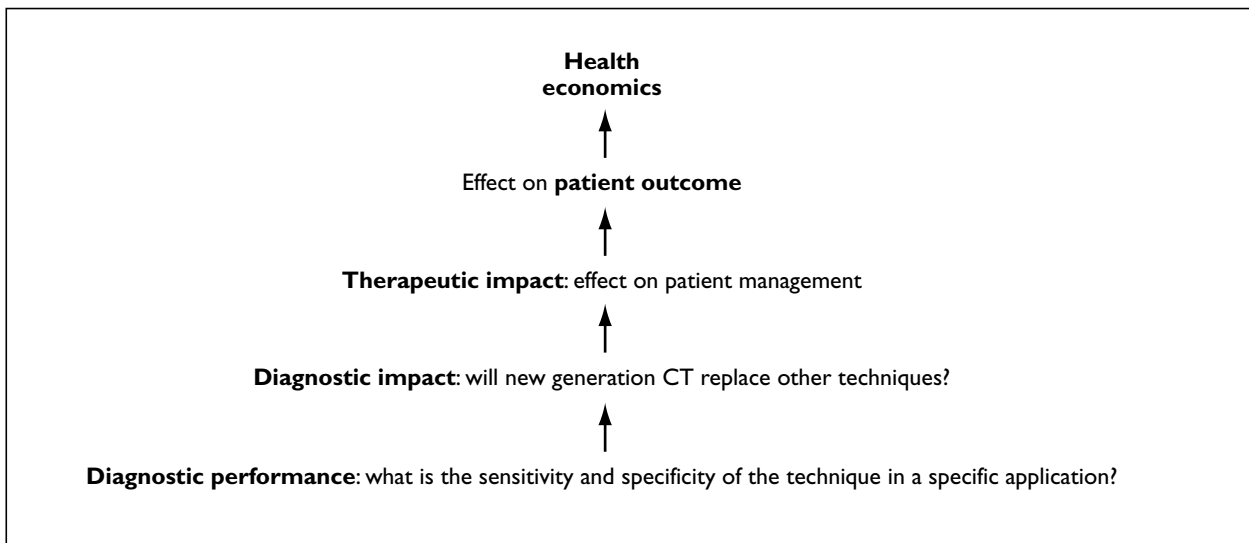 Health
economics
Effect on patient outcome
Therapeutic impact: effect on patient management
Diagnostic impact: will new generation CT replace other techniques?
Diagnostic performance: what is the sensitivity and specificity of the technique in a specific application?